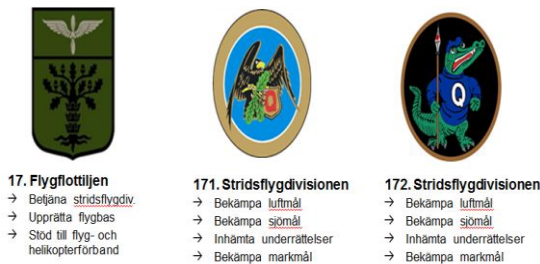 Q
Q
17. Flygflottiljen
→ Betjäna stridsflygdiv.
→ Upprätta flygbas
→ Stöd till flyg- och
helikopterförband
171. Stridsflygdivisionen
→ Bekämpa luftmål
→ Bekämpa sjömål
→ Inhämta underrättelser
→ Bekämpa markmål
172. Stridsflygdivisionen
→ Bekämpa luftmål
→ Bekämpa sjömål
→ Inhämta underrättelser
→ Bekämpa markmål